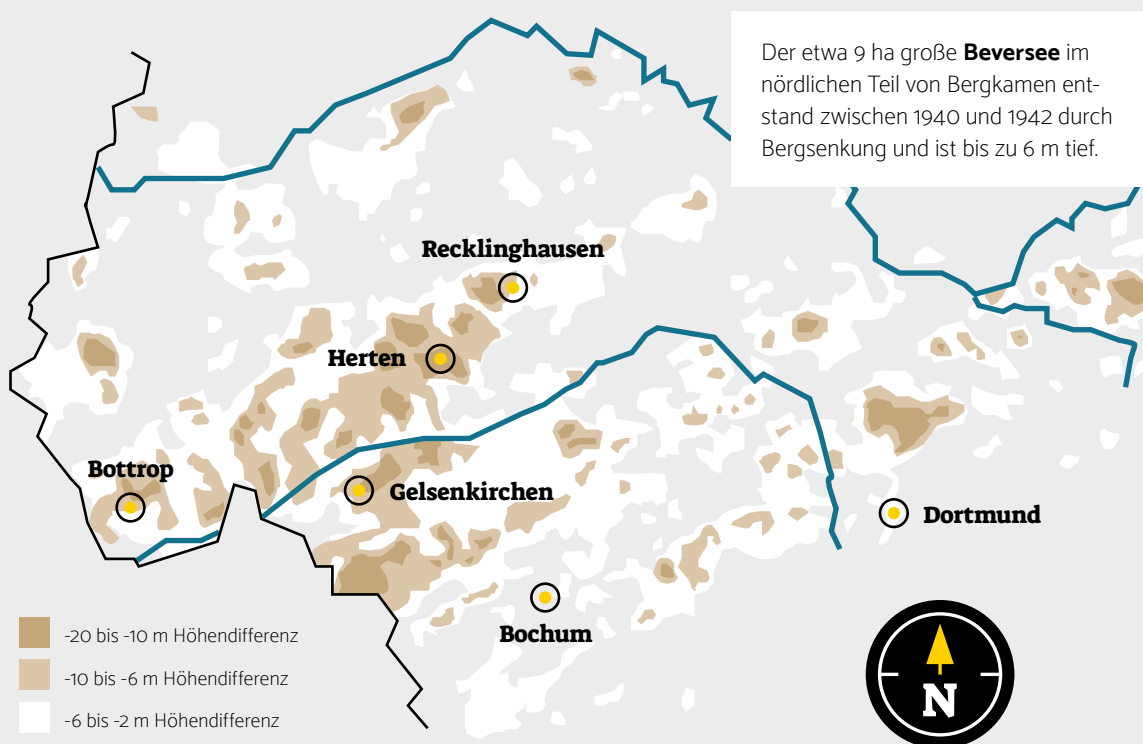 Der etwa 9 ha große Beversee im
nördlichen Teil von Bergkamen ent-
stand zwischen 1940 und 1942 durch
Bergsenkung und ist bis zu 6 m tief.
Recklinghausen
Herten
Bottrop
Gelsenkirchen
Dortmund
Bochum
-20 bis -10 m Höhendifferenz
-10 bis -6 m Höhendifferenz
-6 bis -2 m Höhendifferenz
N